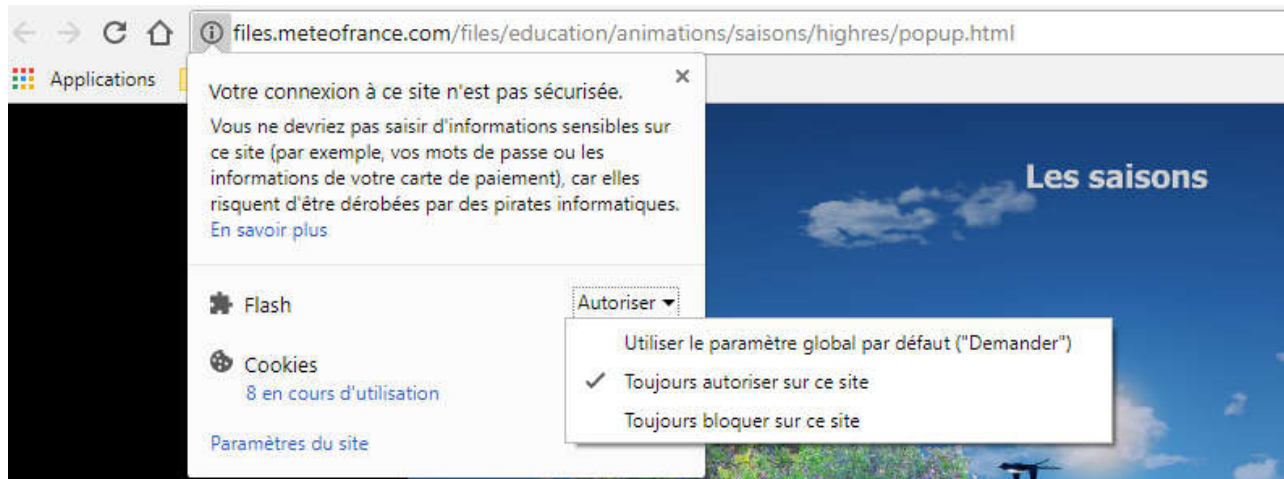 files.meteofrance.com/files/education/animations/saisons/highres/popup.html
Applications
Votre connexion à ce site n'est pas sécurisée.
Vous ne devriez pas saisir d'informations sensibles sur
ce site (par exemple, vos mots de passe ou les
informations de votre carte de paiement), car elles
risquent d'être dérobées par des pirates informatiques.
En savoir plus
Les saisons
Flash
Autoriser
Utiliser le paramètre global par défaut ("Demander")
Cookies
Toujours autoriser sur ce site
8 en cours d'utilisation
Toujours bloquer sur ce site
Paramètres du site